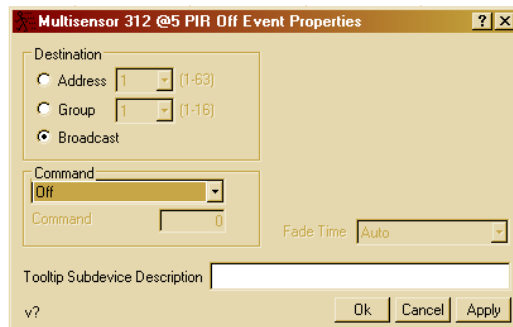 Multisensor 312 @5 PIR Off Event Properties
Destination
Address 1 (1-63)
Group 1 (1-16)
Broadcast
Command
Off
Command 0
Fade Time Auto
Tooltip Subdevice Description
v?
Ok Cancel Apply